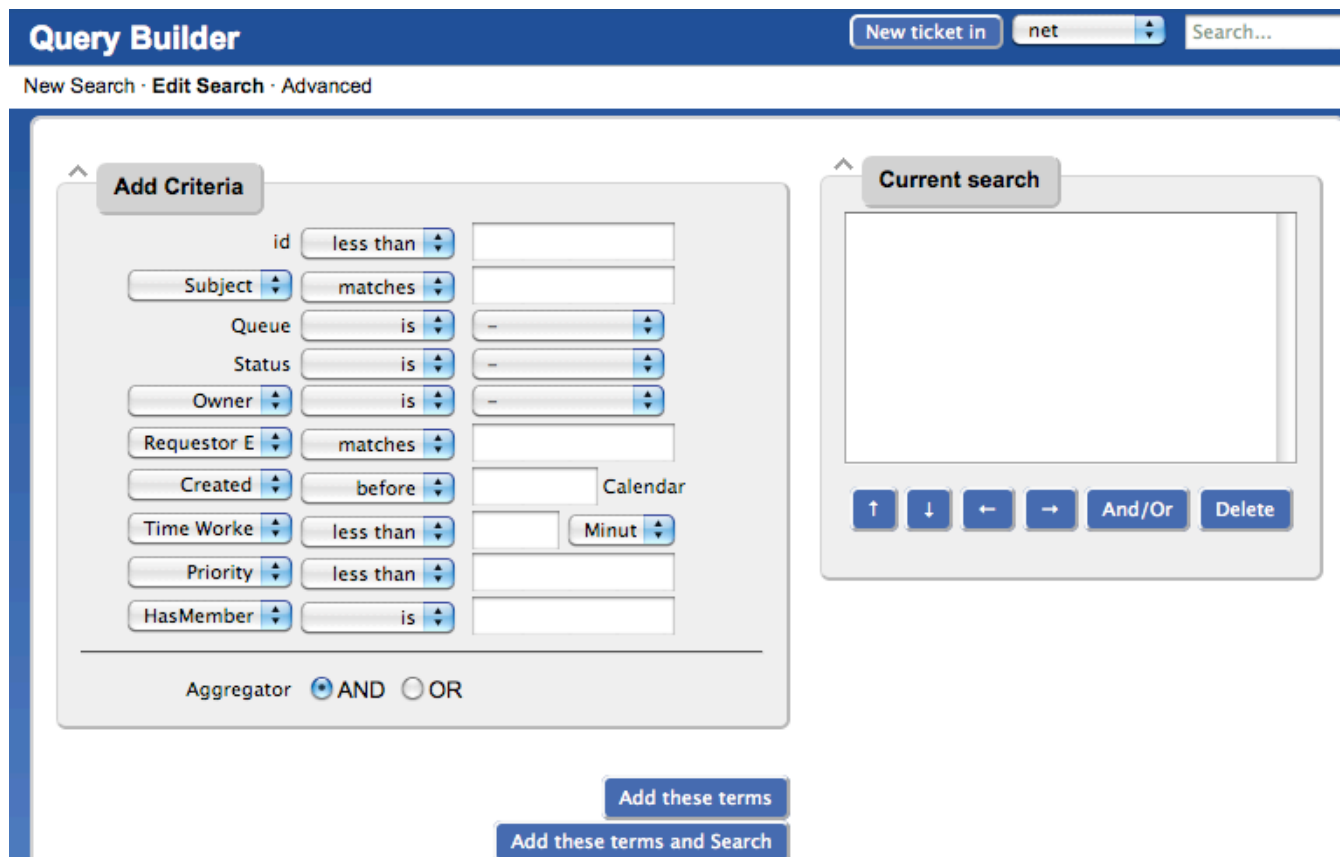 Query Builder
New ticket in net Search...
New Search · Edit Search · Advanced
Add Criteria
id less than
Subject matches
Queue is -
Status is -
Owner is -
Requestor E matches
Created before Calendar
Time Worke less than Minut
Priority less than
HasMember is
Aggregator AND OR
Add these terms
Add these terms and Search
Current search
↑ ↓ ← → And/Or Delete